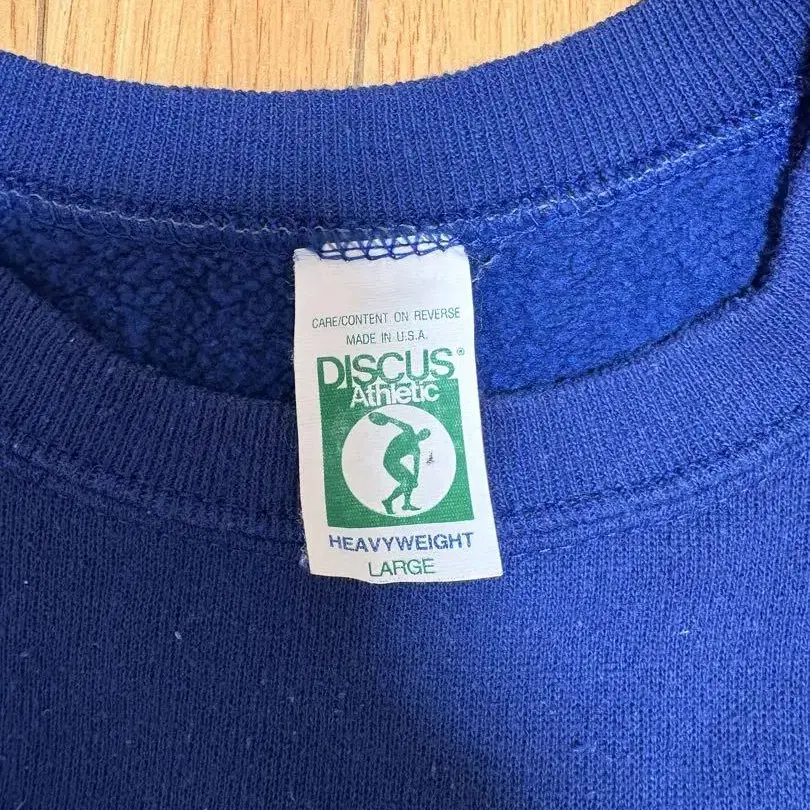 CARE/CONTENT ON REVERSE
MADE IN U.S.A.
DISCUS®
Athletic
HEAVYWEIGHT
LARGE